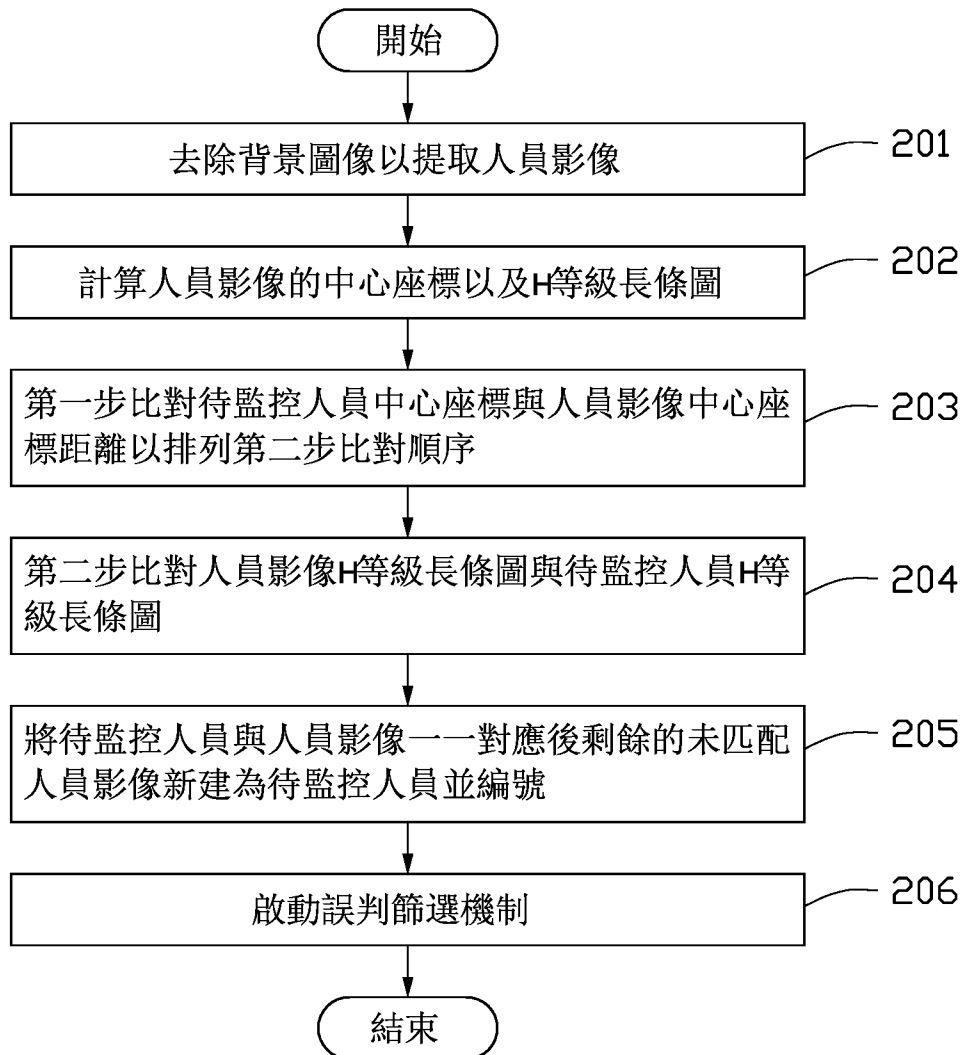 開始
去除背景圖像以提取人員影像
201
計算人員影像的中心座標以及H等級長條圖
202
第一步比對待監控人員中心座標與人員影像中心座
標距離以排列第二步比對順序
203
第二步比對人員影像H等級長條圖與待監控人員H等
級長條圖
204
將待監控人員與人員影像一一對應後剩餘的未匹配
人員影像新建為待監控人員並編號
205
啟動誤判篩選機制
206
結束